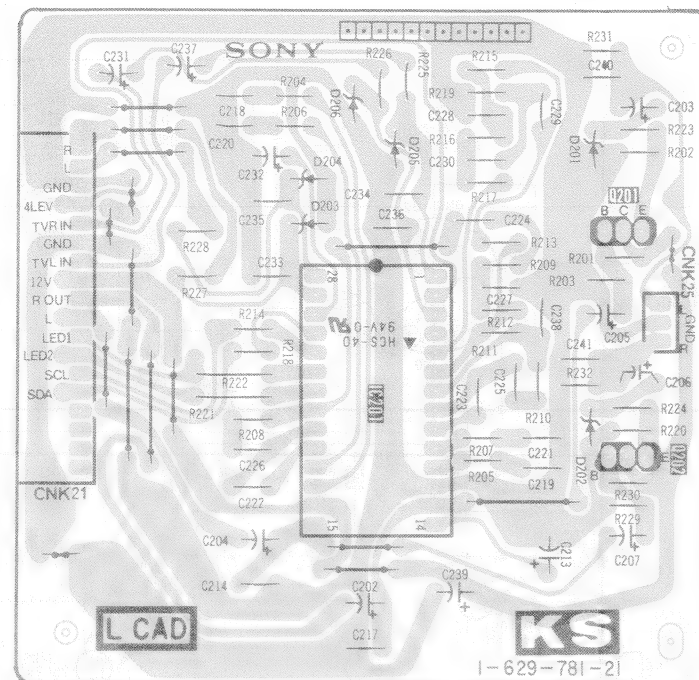 SONY
C231
C237
R226
R225
R215
R231
C240
R204
D206
R219
C229
C203
C218
R206
C228
R223
C220
R216
D201
R202
D205
C230
C232
D204
C234
R217
R
L
GND
4LEV
TVR IN
GND
TVL IN
12V
R OUT
L
LED1
LED2
SCL
SDA
CNK21
Q201
B C E
C235
D203
C236
C224
R228
R213
R201
CNK25
R209
R203
R227
C233
28
1
C227
R214
C238
R212
C205
GND
94V-0
HCS-40
R218
R211
C241
R222
R232
C206
C223
C225
R221
R224
R210
R220
R208
R207
C221
D202
Q202
B
E
C226
R205
C219
C222
R230
R229
15
14
C204
C213
C207
C214
C202
C239
C217
L CAD
KS
1-629-781-21